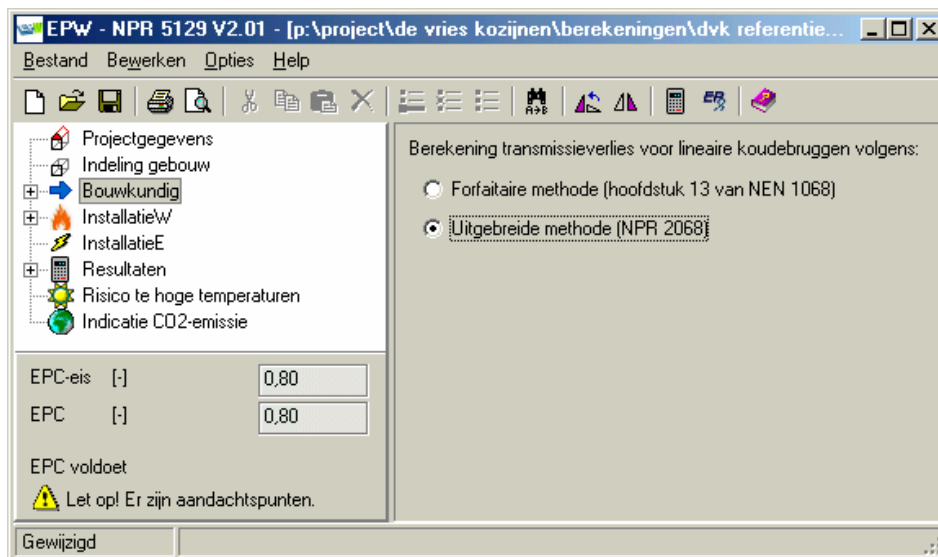 EPW - NPR 5129 V2.01 - [p:\project\de vries kozijnen\berekeningen\dvk referentie...
Bestand Bewerken Opties Help
Projectgegevens
Indeling gebouw
Bouwkundig
InstallatieW
InstallatieE
Resultaten
Risico te hoge temperaturen
Indicatie CO2-emissie
EPC-eis [-] 0,80
EPC [-] 0,80
EPC voldoet
Let op! Er zijn aandachtspunten.
Berekening transmissieverlies voor lineaire koudebruggen volgens:
Forfaitaire methode (hoofdstuk 13 van NEN 1068)
Uitgebreide methode (NPR 2068)
Gewijzigd